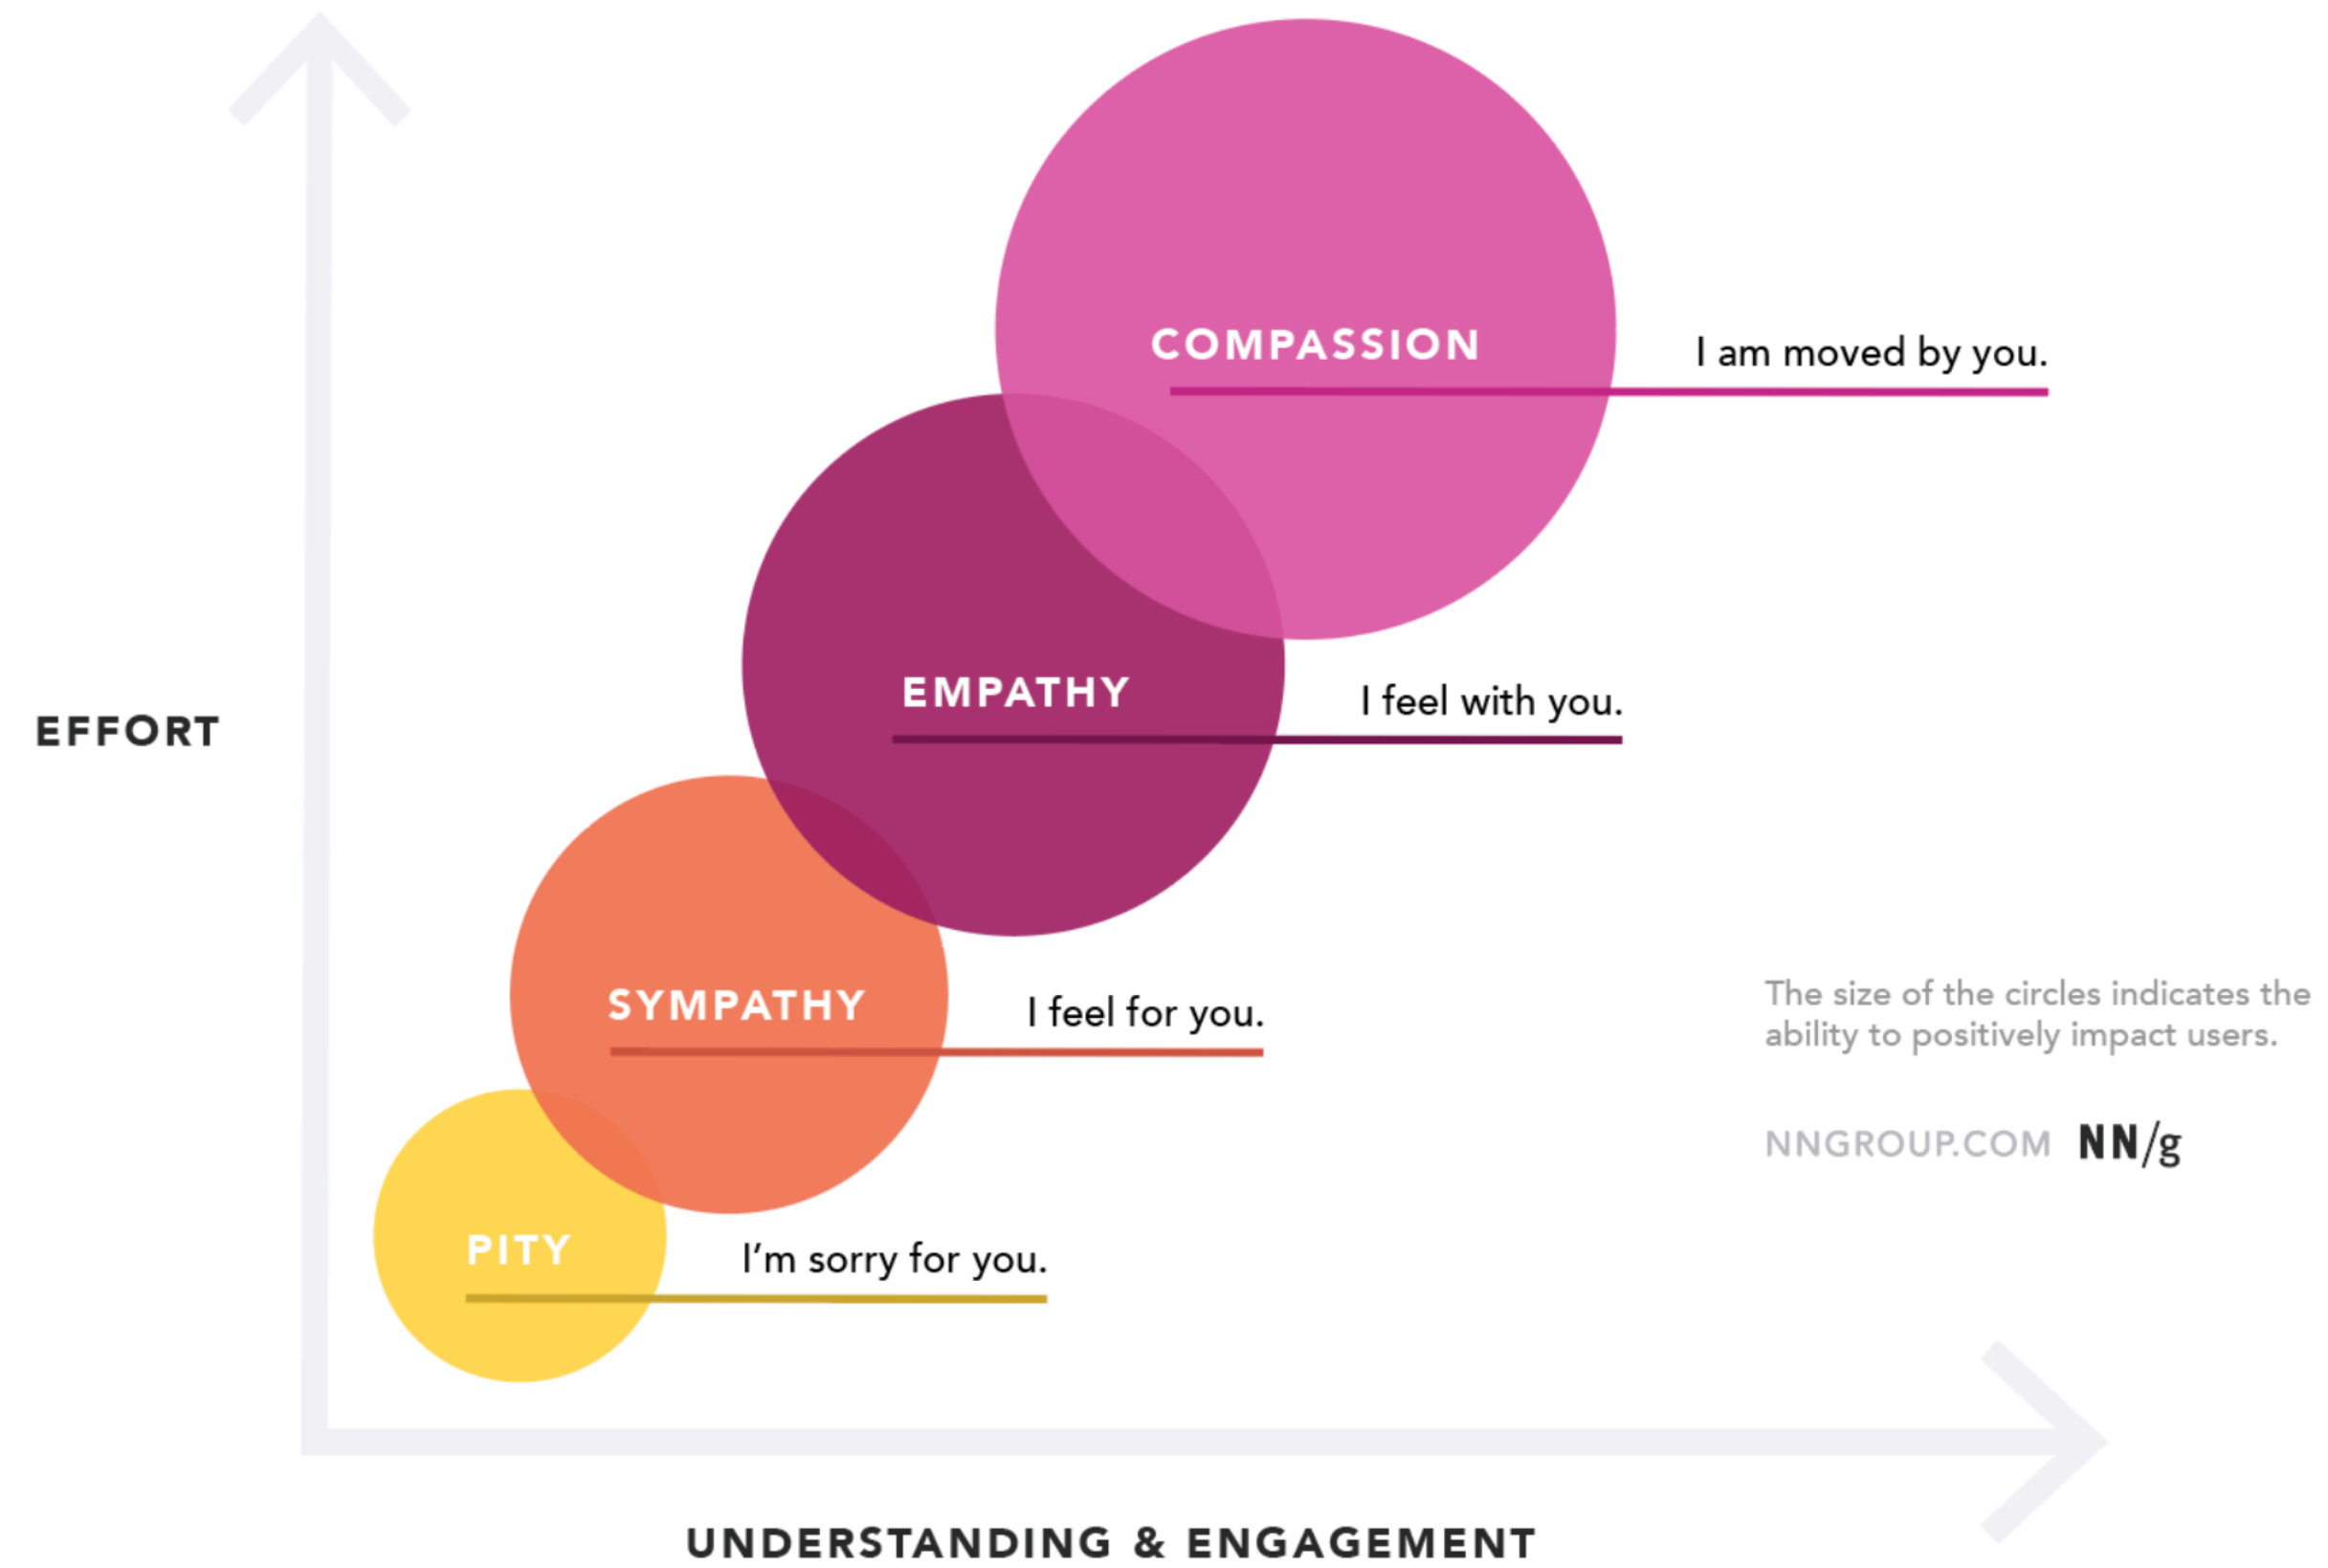 COMPASSION
I am moved by you.
EMPATHY
I feel with you.
EFFORT
SYMPATHY
I feel for you.
The size of the circles indicates the
ability to positively impact users.
NNGROUP.COM NN/g
PITY
I'm sorry for you.
UNDERSTANDING & ENGAGEMENT